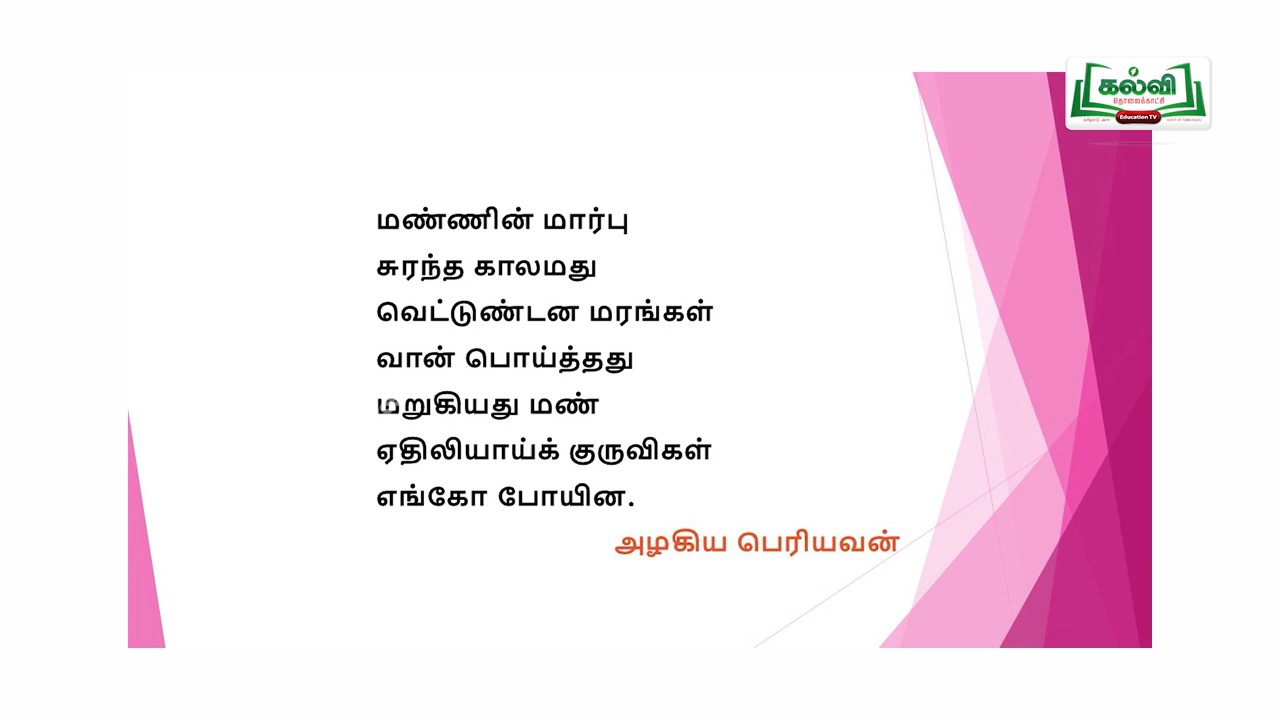 கல்வி
தொலைக்காட்சி
Education TV
மண்ணின் மார்பு
சுரந்த காலமது
வெட்டுண்டன மரங்கள்
வான் பொய்த்தது
மறுகியது மண்
ஏதிலியாய்க் குருவிகள்
எங்கோ போயின.
அழகிய பெரியவன்